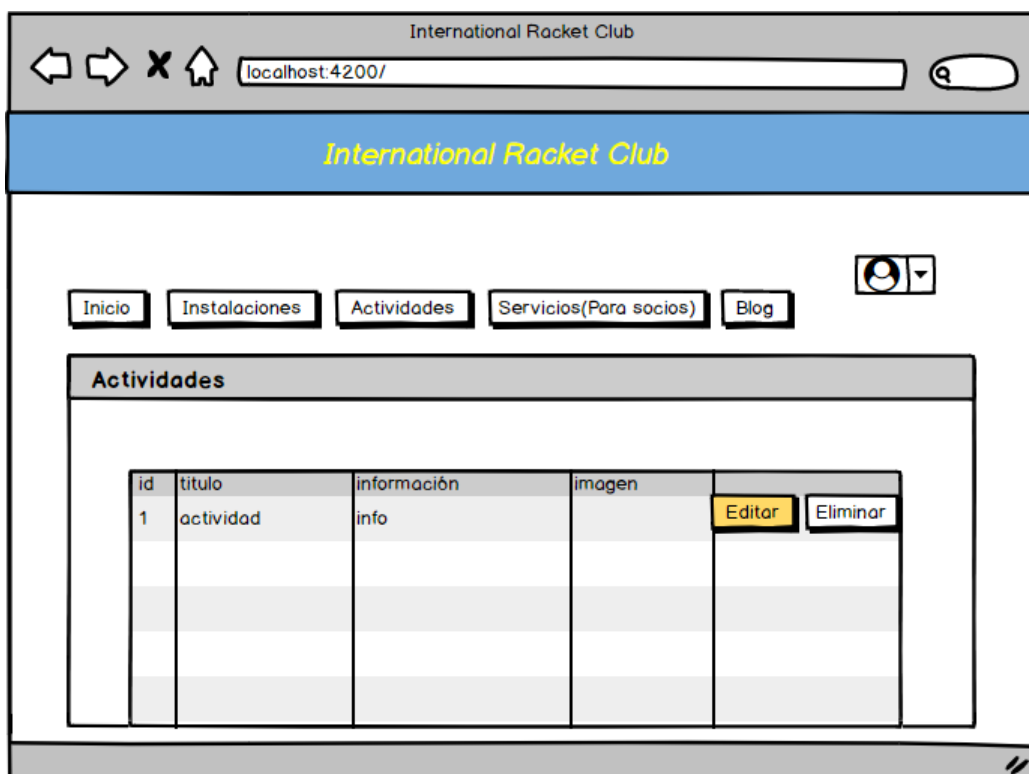 International Racket Club
localhost:4200/
International Racket Club
Inicio Instalaciones Actividades Servicios(Para socios) Blog
Actividades
id titulo información imagen
1 actividad info Editar Eliminar